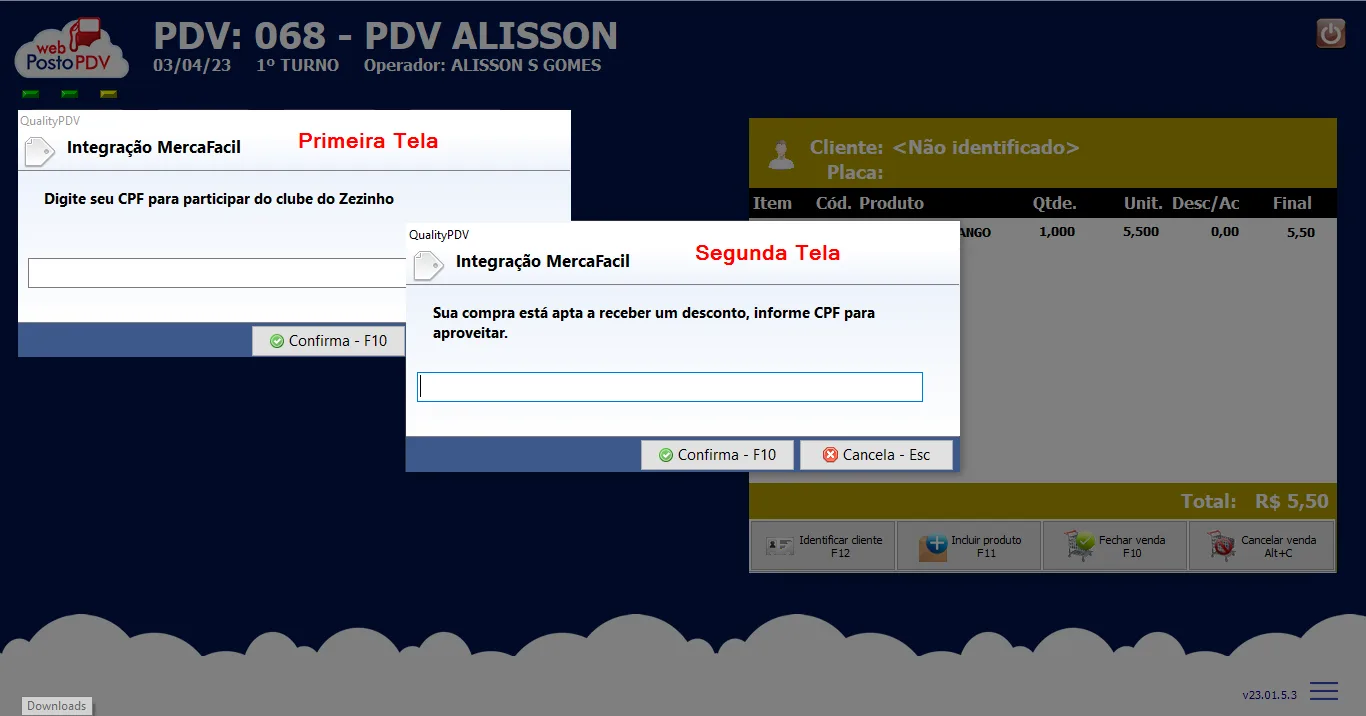 web
PostoPDV
PDV: 068 - PDV ALISSON
03/04/23 1º TURNO Operador: ALISSON S GOMES
QualityPDV
Integração MercaFacil
Primeira Tela
Digite seu CPF para participar do clube do Zezinho
Confirma - F10
QualityPDV
Integração MercaFacil
Segunda Tela
Sua compra está apta a receber um desconto, informe CPF para
aproveitar.
Confirma - F10
Cancela - Esc
Cliente: <Não identificado>
Placa:
Item Cód. Produto Qtde. Unit. Desc/Ac Final
ANGO 1,000 5,500 0,00 5,50
Total: R$ 5,50
Identificar cliente
F12
Incluir produto
F11
Fechar venda
F10
Cancelar venda
Alt+C
v23.01.5.3
Downloads